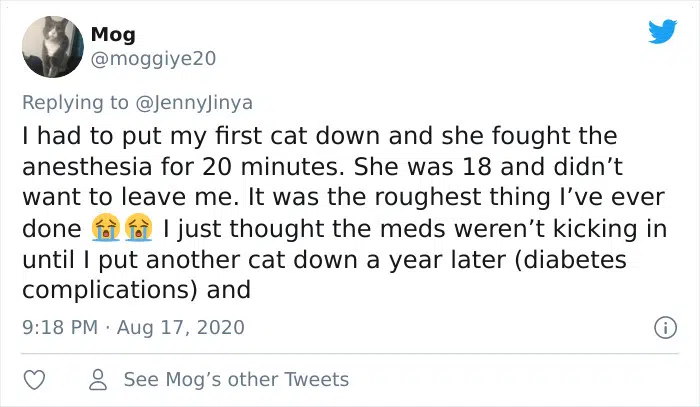 Mog
@moggiye20
Replying to @JennyJinya
I had to put my first cat down and she fought the
anesthesia for 20 minutes. She was 18 and didn’t
want to leave me. It was the roughest thing I’ve ever
done 😭😭 I just thought the meds weren’t kicking in
until I put another cat down a year later (diabetes
complications) and
9:18 PM · Aug 17, 2020
See Mog’s other Tweets